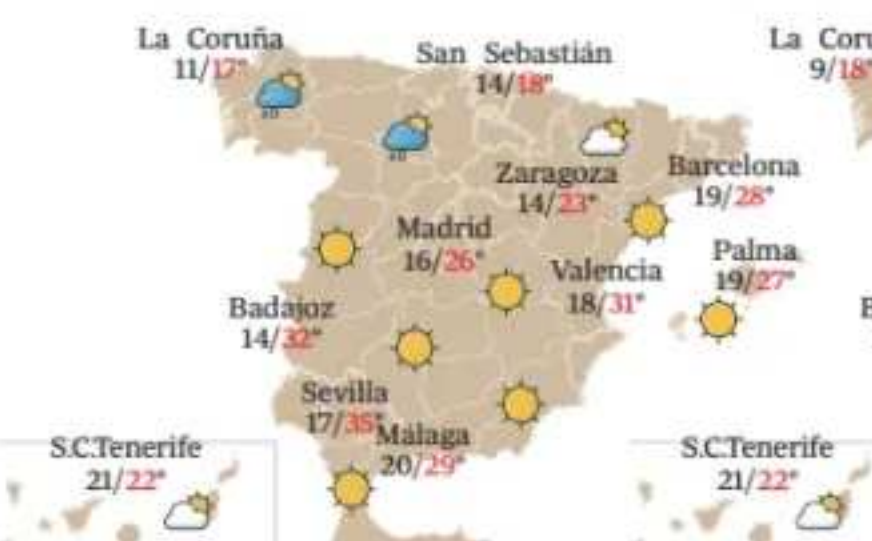 La Coruña
11/17°
San Sebastián
14/18°
Zaragoza
14/23°
Barcelona
19/28°
Madrid
16/26°
Valencia
18/31°
Palma
19/27°
Badajoz
14/32°
Sevilla
17/35°
Málaga
20/29°
S.C.Tenerife
21/22°
La Coru
9/18°
B
S.C.Tenerife
21/22°